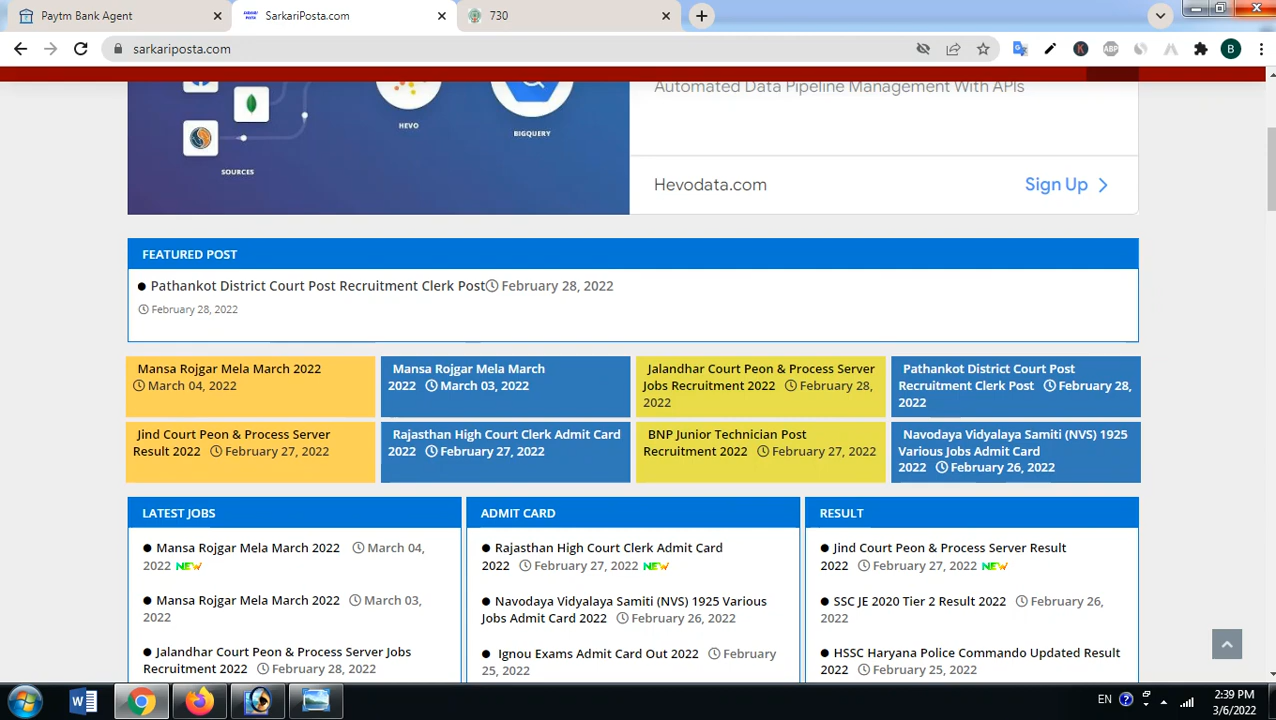 Paytm Bank Agent
SarkariPosta.com
730
sarkariposta.com
K
ABP
B
Automated Data Pipeline Management With APIs
HEVO
BIGQUERY
SOURCES
Hevodata.com
Sign Up
FEATURED POST
Pathankot District Court Post Recruitment Clerk Post February 28, 2022
February 28, 2022
Mansa Rojgar Mela March 2022
March 04, 2022
Mansa Rojgar Mela March
2022 March 03, 2022
Jalandhar Court Peon & Process Server
Jobs Recruitment 2022 February 28,
2022
Pathankot District Court Post
Recruitment Clerk Post February 28,
2022
Jind Court Peon & Process Server
Result 2022 February 27, 2022
Rajasthan High Court Clerk Admit Card
2022 February 27, 2022
BNP Junior Technician Post
Recruitment 2022 February 27, 2022
Navodaya Vidyalaya Samiti (NVS) 1925
Various Jobs Admit Card
2022 February 26, 2022
LATEST JOBS
Mansa Rojgar Mela March 2022 March 04,
2022 NEW
Mansa Rojgar Mela March 2022 March 03,
2022
Jalandhar Court Peon & Process Server Jobs
Recruitment 2022 February 28, 2022
ADMIT CARD
Rajasthan High Court Clerk Admit Card
2022 February 27, 2022 NEW
Navodaya Vidyalaya Samiti (NVS) 1925 Various
Jobs Admit Card 2022 February 26, 2022
Ignou Exams Admit Card Out 2022 February
25, 2022
RESULT
Jind Court Peon & Process Server Result
2022 February 27, 2022 NEW
SSC JE 2020 Tier 2 Result 2022 February 26,
2022
HSSC Haryana Police Commando Updated Result
2022 February 25, 2022
EN
2:39 PM
3/6/2022